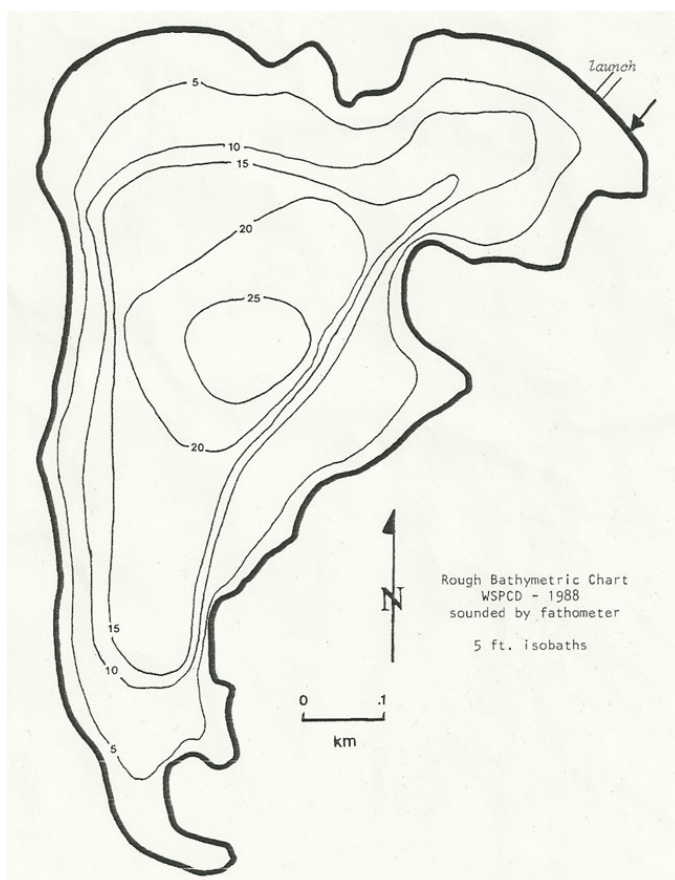 launch
5
10
15
20
25
20
N
Rough Bathymetric Chart
WSPCD - 1988
sounded by fathometer
5 ft. isobaths
15
10
0 .1
km
5